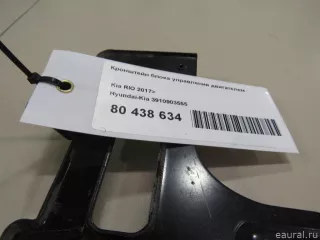 Кронштейн блока управления двигателем
Kia RIO 2017>
Hyundai-Kia 3910803565
80 438 634
eaural.ru